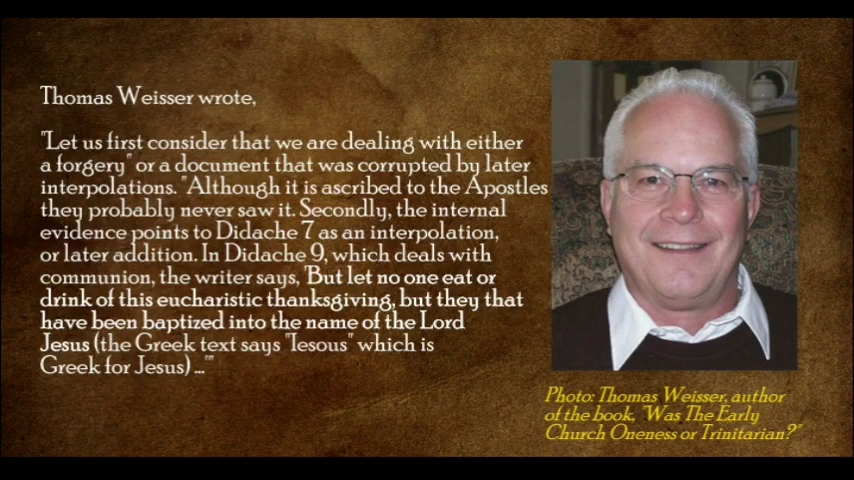 Thomas Weisser wrote,
"Let us first consider that we are dealing with either
a forgery" or a document that was corrupted by later
interpolations. "Although it is ascribed to the Apostles
they probably never saw it. Secondly, the internal
evidence points to Didache 7 as an interpolation,
or later addition. In Didache 9, which deals with
communion, the writer says, 'But let no one eat or
drink of this eucharistic thanksgiving, but they that
have been baptized into the name of the Lord
Jesus (the Greek text says "Iesous" which is
Greek for Jesus) ...'"
Photo: Thomas Weisser, author
of the book, "Was The Early
Church Oneness or Trinitarian?"